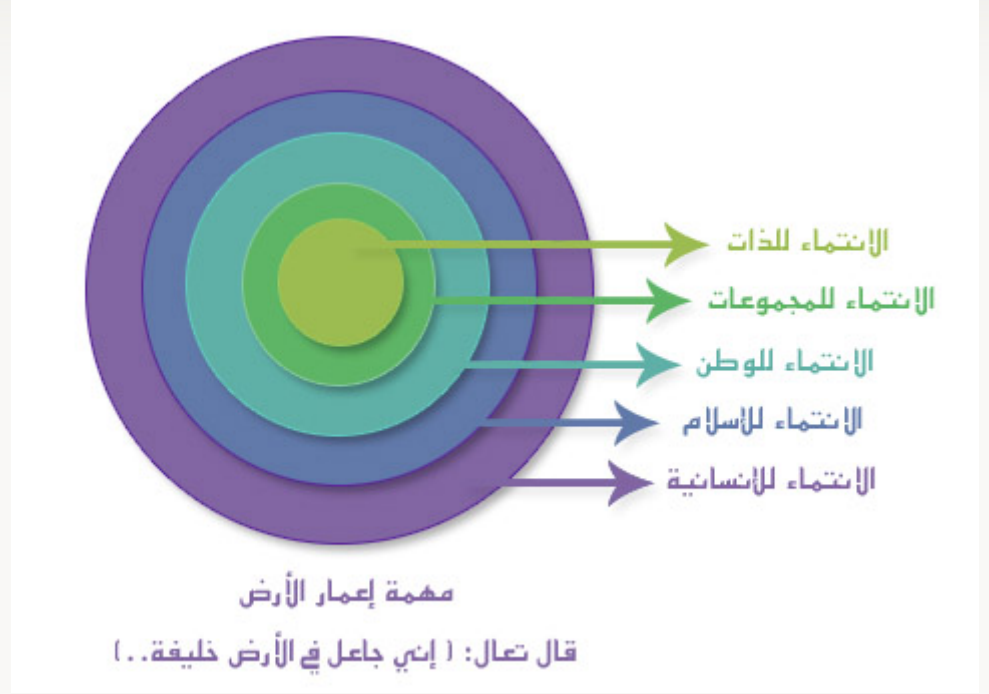 الانتماء للذات
الانتماء للمجموعات
الانتماء للوطن
الانتماء للإسلام
الانتماء للإنسانية
مهمة إعمار الأرض
قال تعال: ( إني جاعل في الأرض خليفة..)